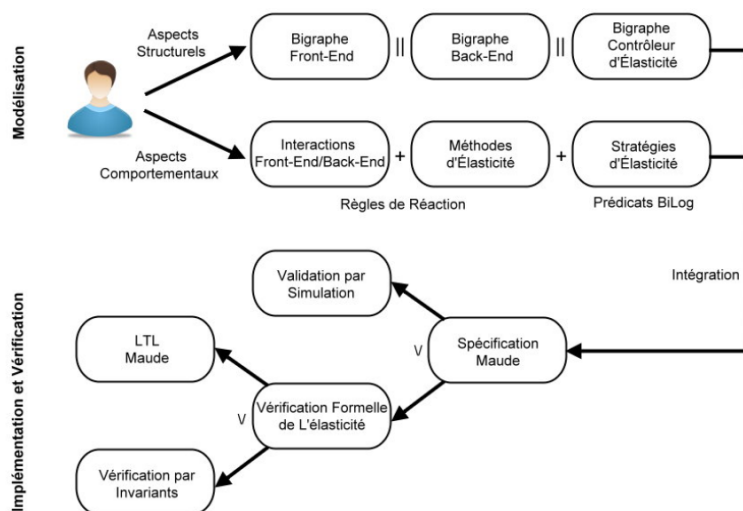 Modélisation
Aspects
Structurels
Bigraphe
Front-End
||
Bigraphe
Back-End
||
Bigraphe
Contrôleur
d'Élasticité
Aspects
Comportementaux
Interactions
Front-End/Back-End
+
Méthodes
d'Élasticité
+
Stratégies
d'Élasticité
Règles de Réaction
Prédicats BiLog
Implémentation et Vérification
Validation par
Simulation
Intégration
LTL
Maude
\/
Spécification
Maude
\/
Vérification Formelle
de L'élasticité
Vérification par
Invariants